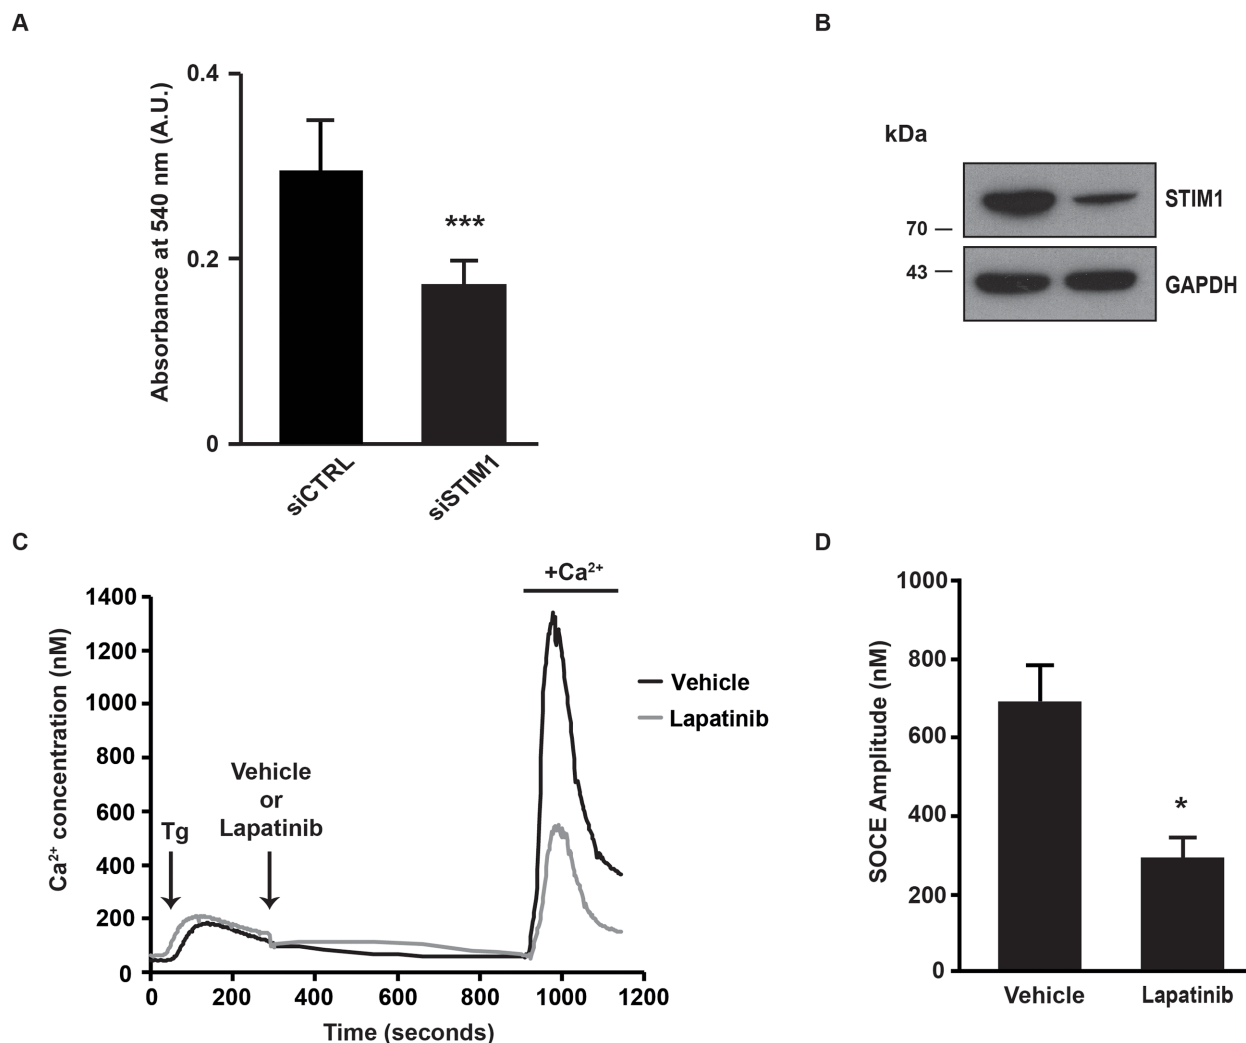 A
Absorbance at 540 nm (A.U.)
0.4
0.2
0
***
siCTRL
siSTIM1
B
kDa
70
43
STIM1
GAPDH
C
Ca²⁺ concentration (nM)
1400
1200
1000
800
600
400
200
0
Tg
Vehicle
or
Lapatinib
+Ca²⁺
Vehicle
Lapatinib
0 200 400 600 800 1000 1200
Time (seconds)
D
SOCE Amplitude (nM)
1000
800
600
400
200
0
*
Vehicle
Lapatinib